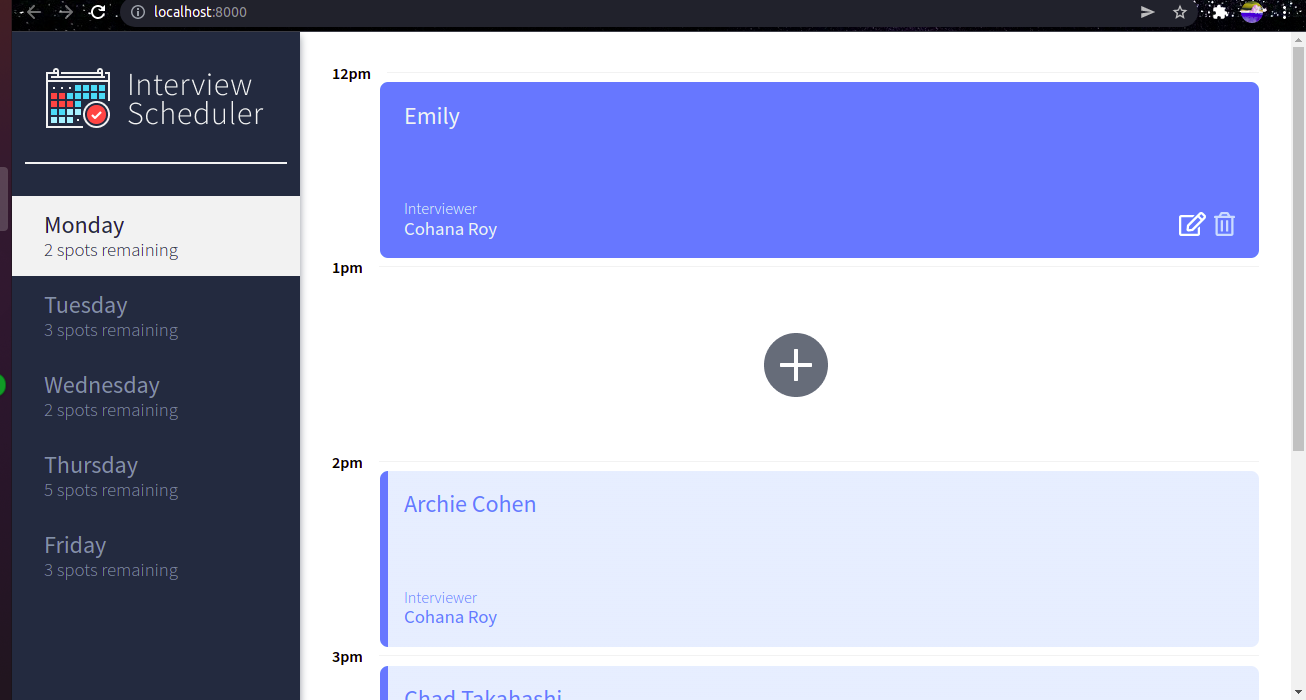 localhost:8000
Interview
Scheduler
Monday
2 spots remaining
Tuesday
3 spots remaining
Wednesday
2 spots remaining
Thursday
5 spots remaining
Friday
3 spots remaining
12pm
Emily
Interviewer
Cohana Roy
1pm
2pm
Archie Cohen
Interviewer
Cohana Roy
3pm
Chad Takahashi